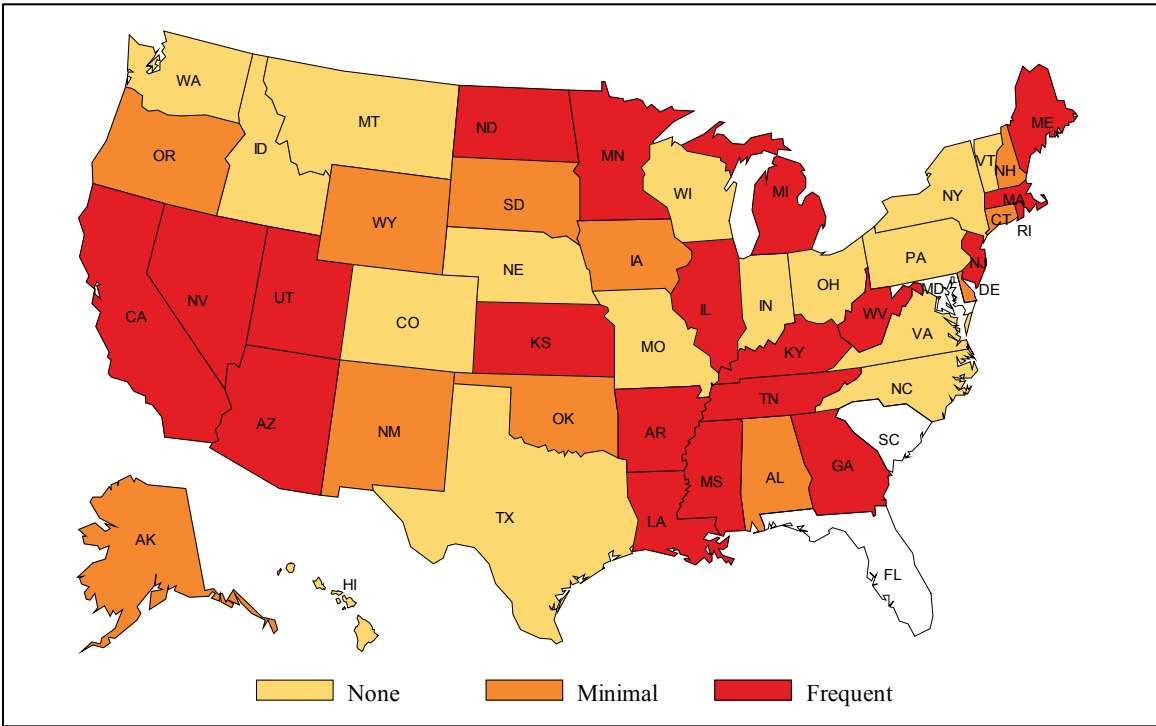 WA
MT
ND
MN
ME
OR
ID
WI
MI
VT
NH
NY
MA
CT
RI
WY
SD
IA
NE
PA
NJ
NV
UT
CO
IL
IN
OH
MD
DE
WV
VA
CA
KS
MO
KY
NC
AZ
NM
OK
TN
AR
SC
MS
AL
GA
TX
LA
AK
HI
FL
None Minimal Frequent